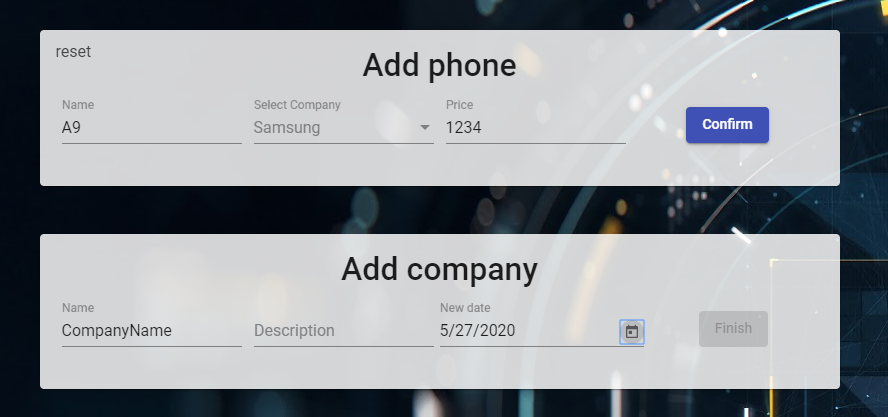 reset
Add phone
Name Select Company Price
A9 Samsung 1234
Confirm
Add company
Name New date
CompanyName Description 5/27/2020
Finish